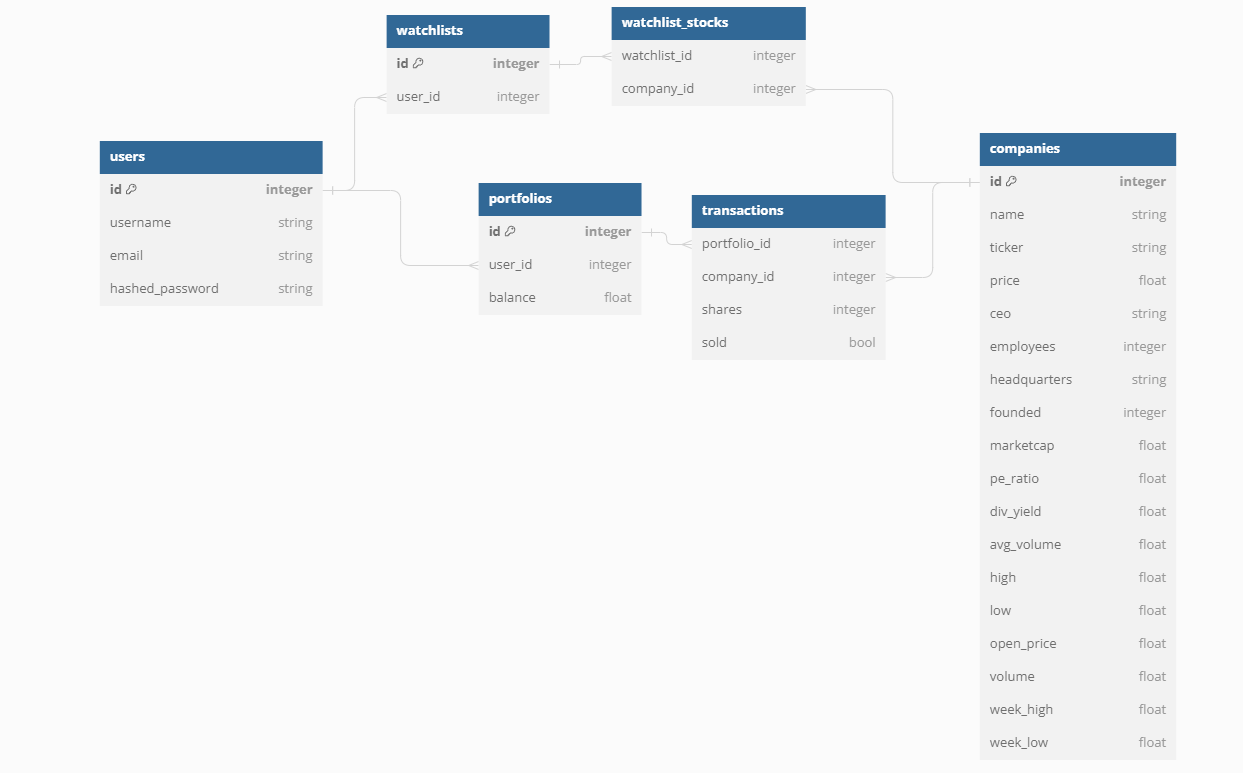 watchlists
id integer
user_id integer
watchlist_stocks
watchlist_id integer
company_id integer
users
id integer
username string
email string
hashed_password string
portfolios
id integer
user_id integer
balance float
transactions
portfolio_id integer
company_id integer
shares integer
sold bool
companies
id integer
name string
ticker string
price float
ceo string
employees integer
headquarters string
founded integer
marketcap float
pe_ratio float
div_yield float
avg_volume float
high float
low float
open_price float
volume float
week_high float
week_low float